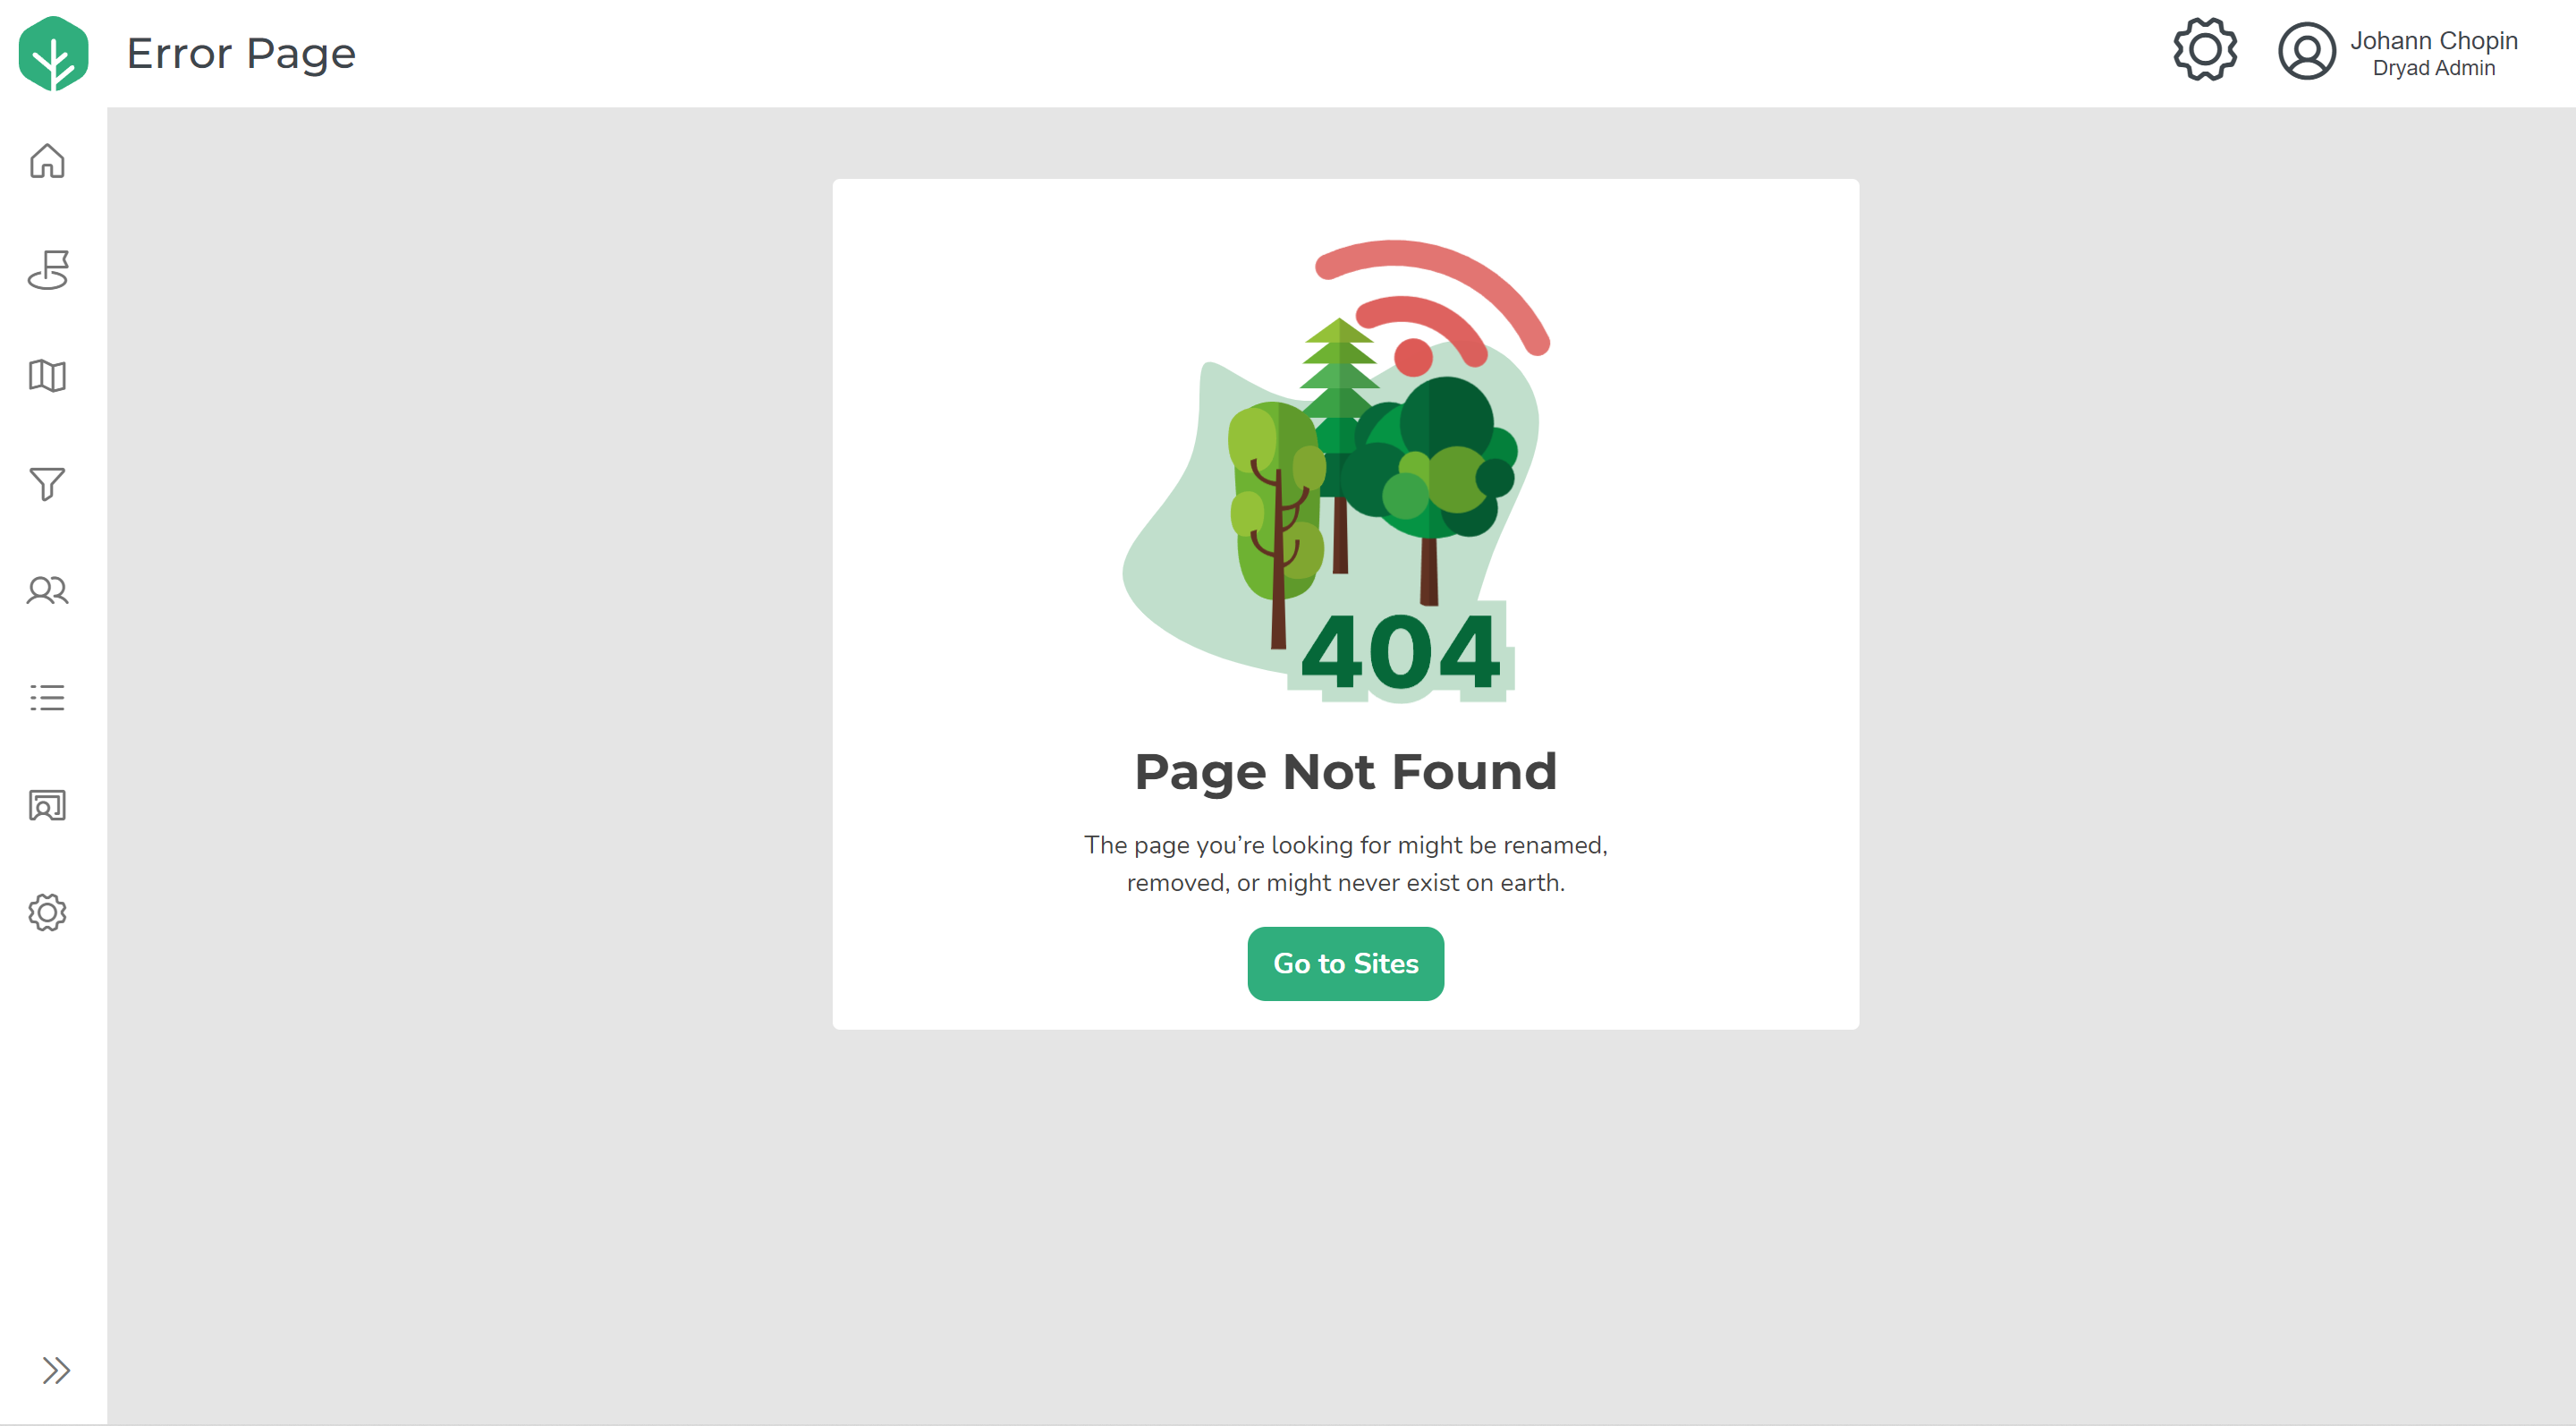 Error Page
Johann Chopin
Dryad Admin
404
Page Not Found
The page you’re looking for might be renamed,
removed, or might never exist on earth.
Go to Sites